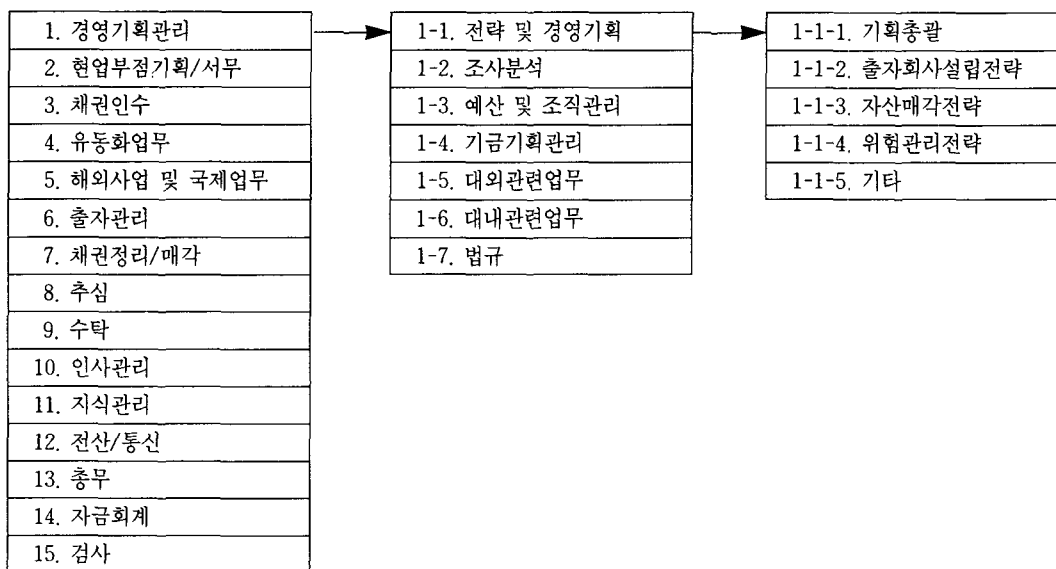 1. 경영기획관리
2. 현업부점기획/서무
3. 채권인수
4. 유동화업무
5. 해외사업 및 국제업무
6. 출자관리
7. 채권정리/매각
8. 추심
9. 수탁
10. 인사관리
11. 지식관리
12. 전산/통신
13. 총무
14. 자금회계
15. 검사
1-1. 전략 및 경영기획
1-2. 조사분석
1-3. 예산 및 조직관리
1-4. 기금기획관리
1-5. 대외관련업무
1-6. 대내관련업무
1-7. 법규
1-1-1. 기획총괄
1-1-2. 출자회사설립전략
1-1-3. 자산매각전략
1-1-4. 위험관리전략
1-1-5. 기타